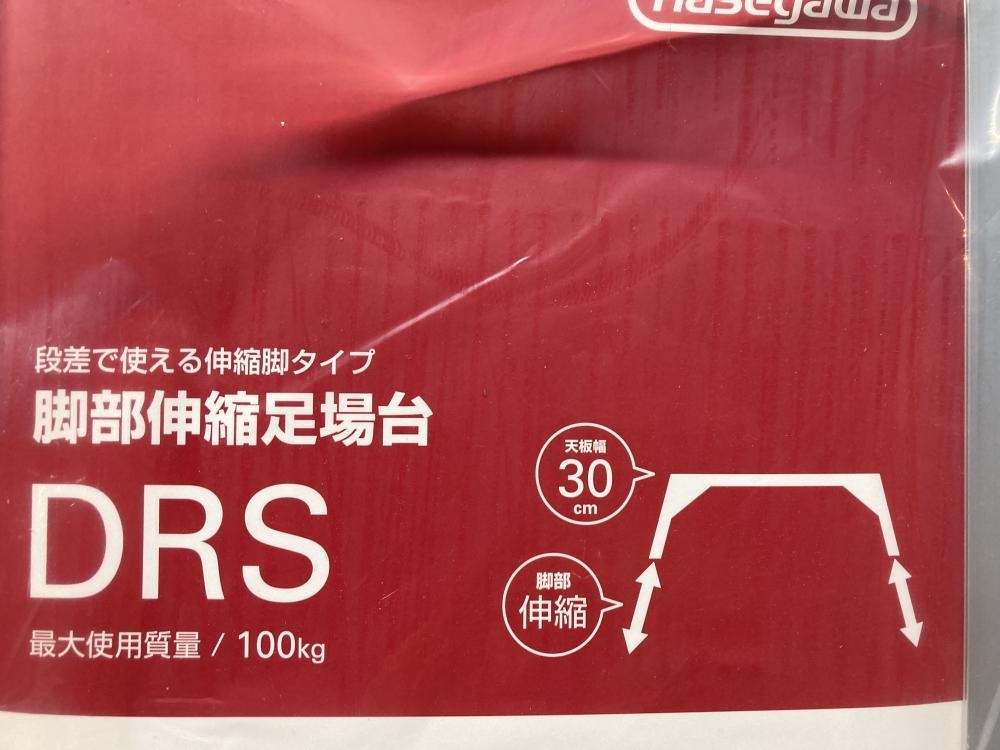 hasegawa
段差で使える伸縮脚タイプ
脚部伸縮足場台
DRS
最大使用質量 / 100kg
天板幅
30
cm
脚部
伸縮